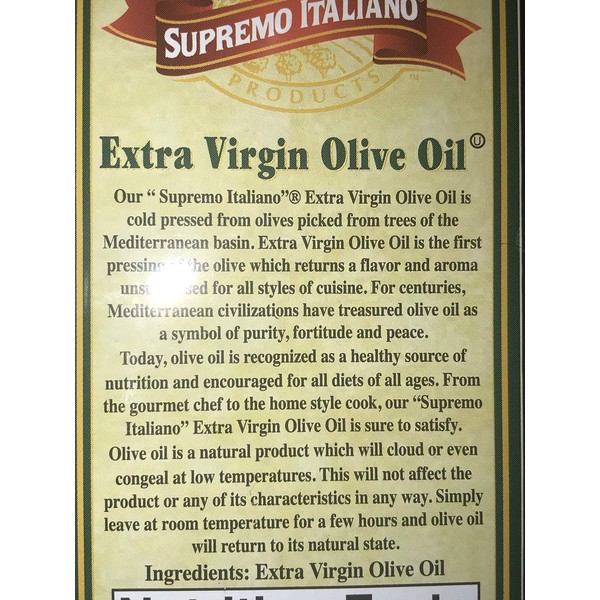 SUPREMO ITALIANO®
PRODUCTS™
Extra Virgin Olive Oil Ⓤ
Our “ Supremo Italiano”® Extra Virgin Olive Oil is
cold pressed from olives picked from trees of the
Mediterranean basin. Extra Virgin Olive Oil is the first
pressing of the olive which returns a flavor and aroma
for all styles of cuisine. For centuries,
Mediterranean civilizations have treasured olive oil as
a symbol of purity, fortitude and peace.
Today, olive oil is recognized as a healthy source of
nutrition and encouraged for all diets of all ages. From
the gourmet chef to the home style cook, our “Supremo
Italiano” Extra Virgin Olive Oil is sure to satisfy.
Olive oil is a natural product which will cloud or even
congeal at low temperatures. This will not affect the
product or any of its characteristics in any way. Simply
leave at room temperature for a few hours and olive oil
will return to its natural state.
Ingredients: Extra Virgin Olive Oil
Nutrition Facts